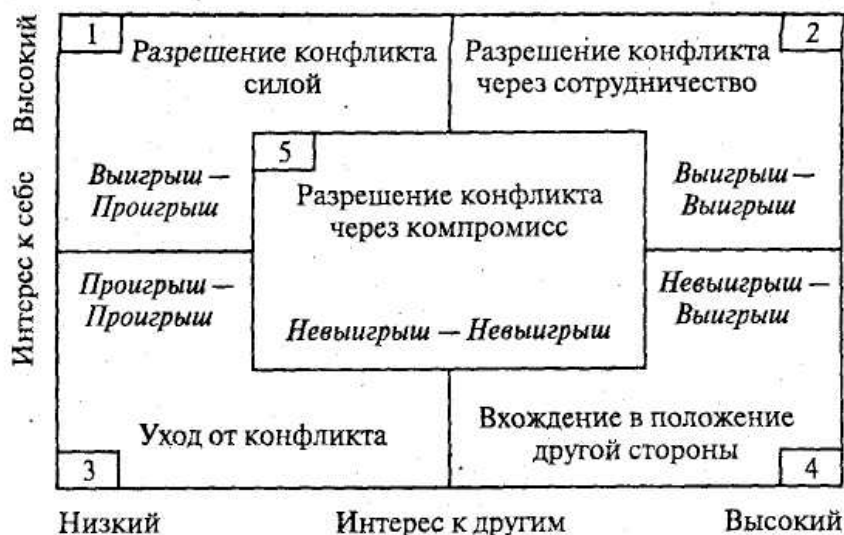 1
Разрешение конфликта
силой
Разрешение конфликта
через сотрудничество
2
Высокий
Интерес к себе
Выигрыш —
Проигрыш
5
Разрешение конфликта
через компромисс
Выигрыш —
Выигрыш
Проигрыш —
Проигрыш
Невыигрыш — Невыигрыш
Невыигрыш —
Выигрыш
Уход от конфликта
3
Вхождение в положение
другой стороны
4
Низкий
Интерес к другим
Высокий